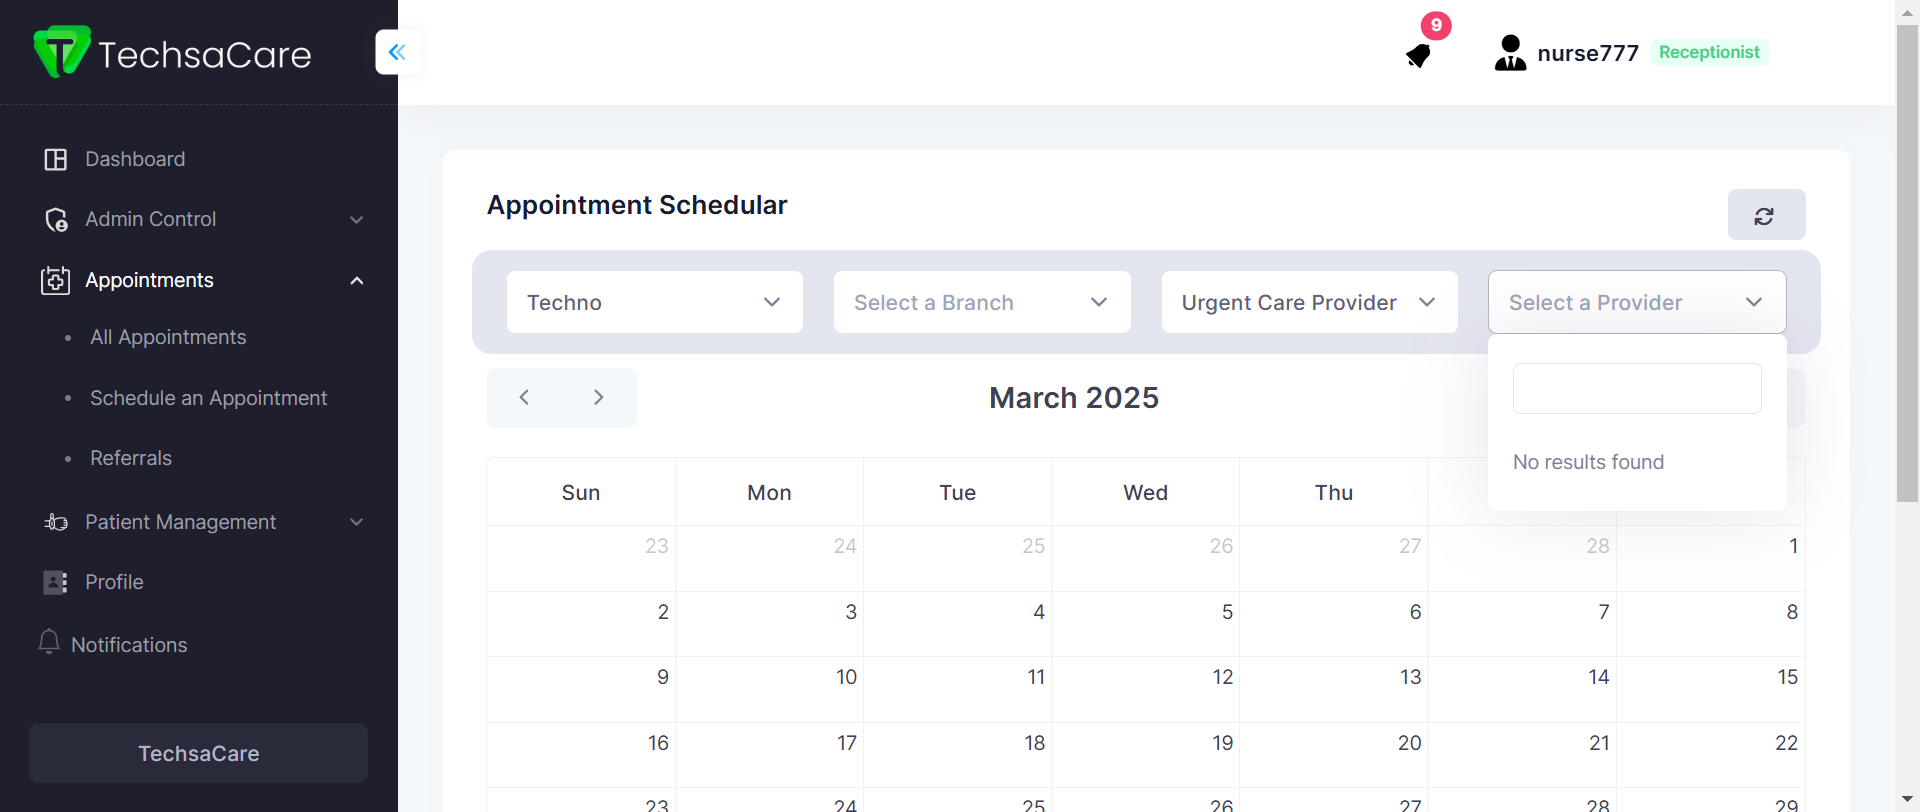 TechsaCare
9
nurse777 Receptionist
Dashboard
Admin Control
Appointments
All Appointments
Schedule an Appointment
Referrals
Patient Management
Profile
Notifications
TechsaCare
Appointment Schedular
Techno Select a Branch Urgent Care Provider Select a Provider
No results found
March 2025
Sun Mon Tue Wed Thu
23 24 25 26 27 28 1
2 3 4 5 6 7 8
9 10 11 12 13 14 15
16 17 18 19 20 21 22
23 24 25 26 27 28 29